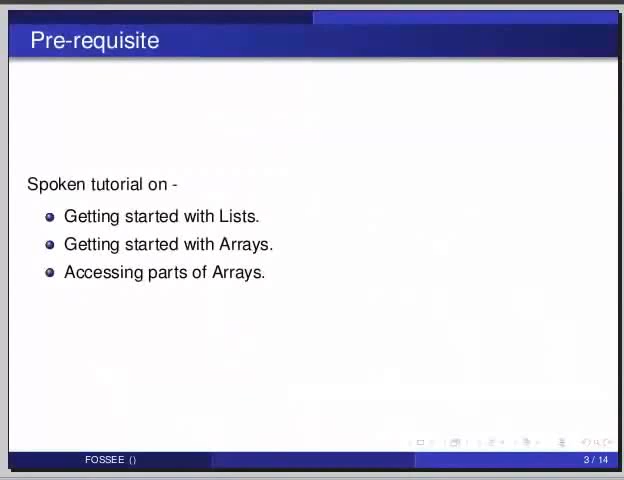 Pre-requisite
Spoken tutorial on -
Getting started with Lists.
Getting started with Arrays.
Accessing parts of Arrays.
FOSSEE ()
3 / 14